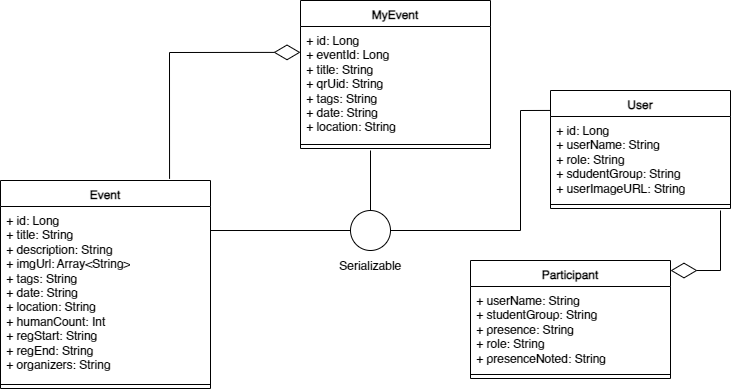 MyEvent
+ id: Long
+ eventId: Long
+ title: String
+ qrUid: String
+ tags: String
+ date: String
+ location: String
User
+ id: Long
+ userName: String
+ role: String
+ sdudentGroup: String
+ userImageURL: String
Event
+ id: Long
+ title: String
+ description: String
+ imgUrl: Array<String>
+ tags: String
+ date: String
+ location: String
+ humanCount: Int
+ regStart: String
+ regEnd: String
+ organizers: String
Serializable
Participant
+ userName: String
+ studentGroup: String
+ presence: String
+ role: String
+ presenceNoted: String